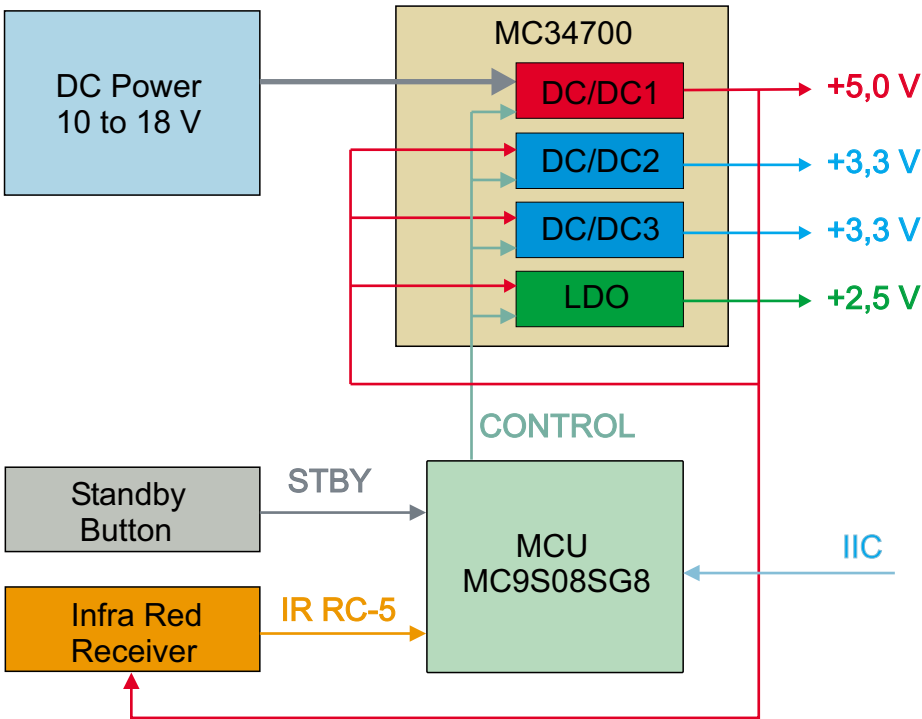 MC34700
DC Power
10 to 18 V
DC/DC1
+5,0 V
DC/DC2
+3,3 V
DC/DC3
+3,3 V
LDO
+2,5 V
CONTROL
Standby
Button
STBY
MCU
MC9S08SG8
IIC
Infra Red
Receiver
IR RC-5